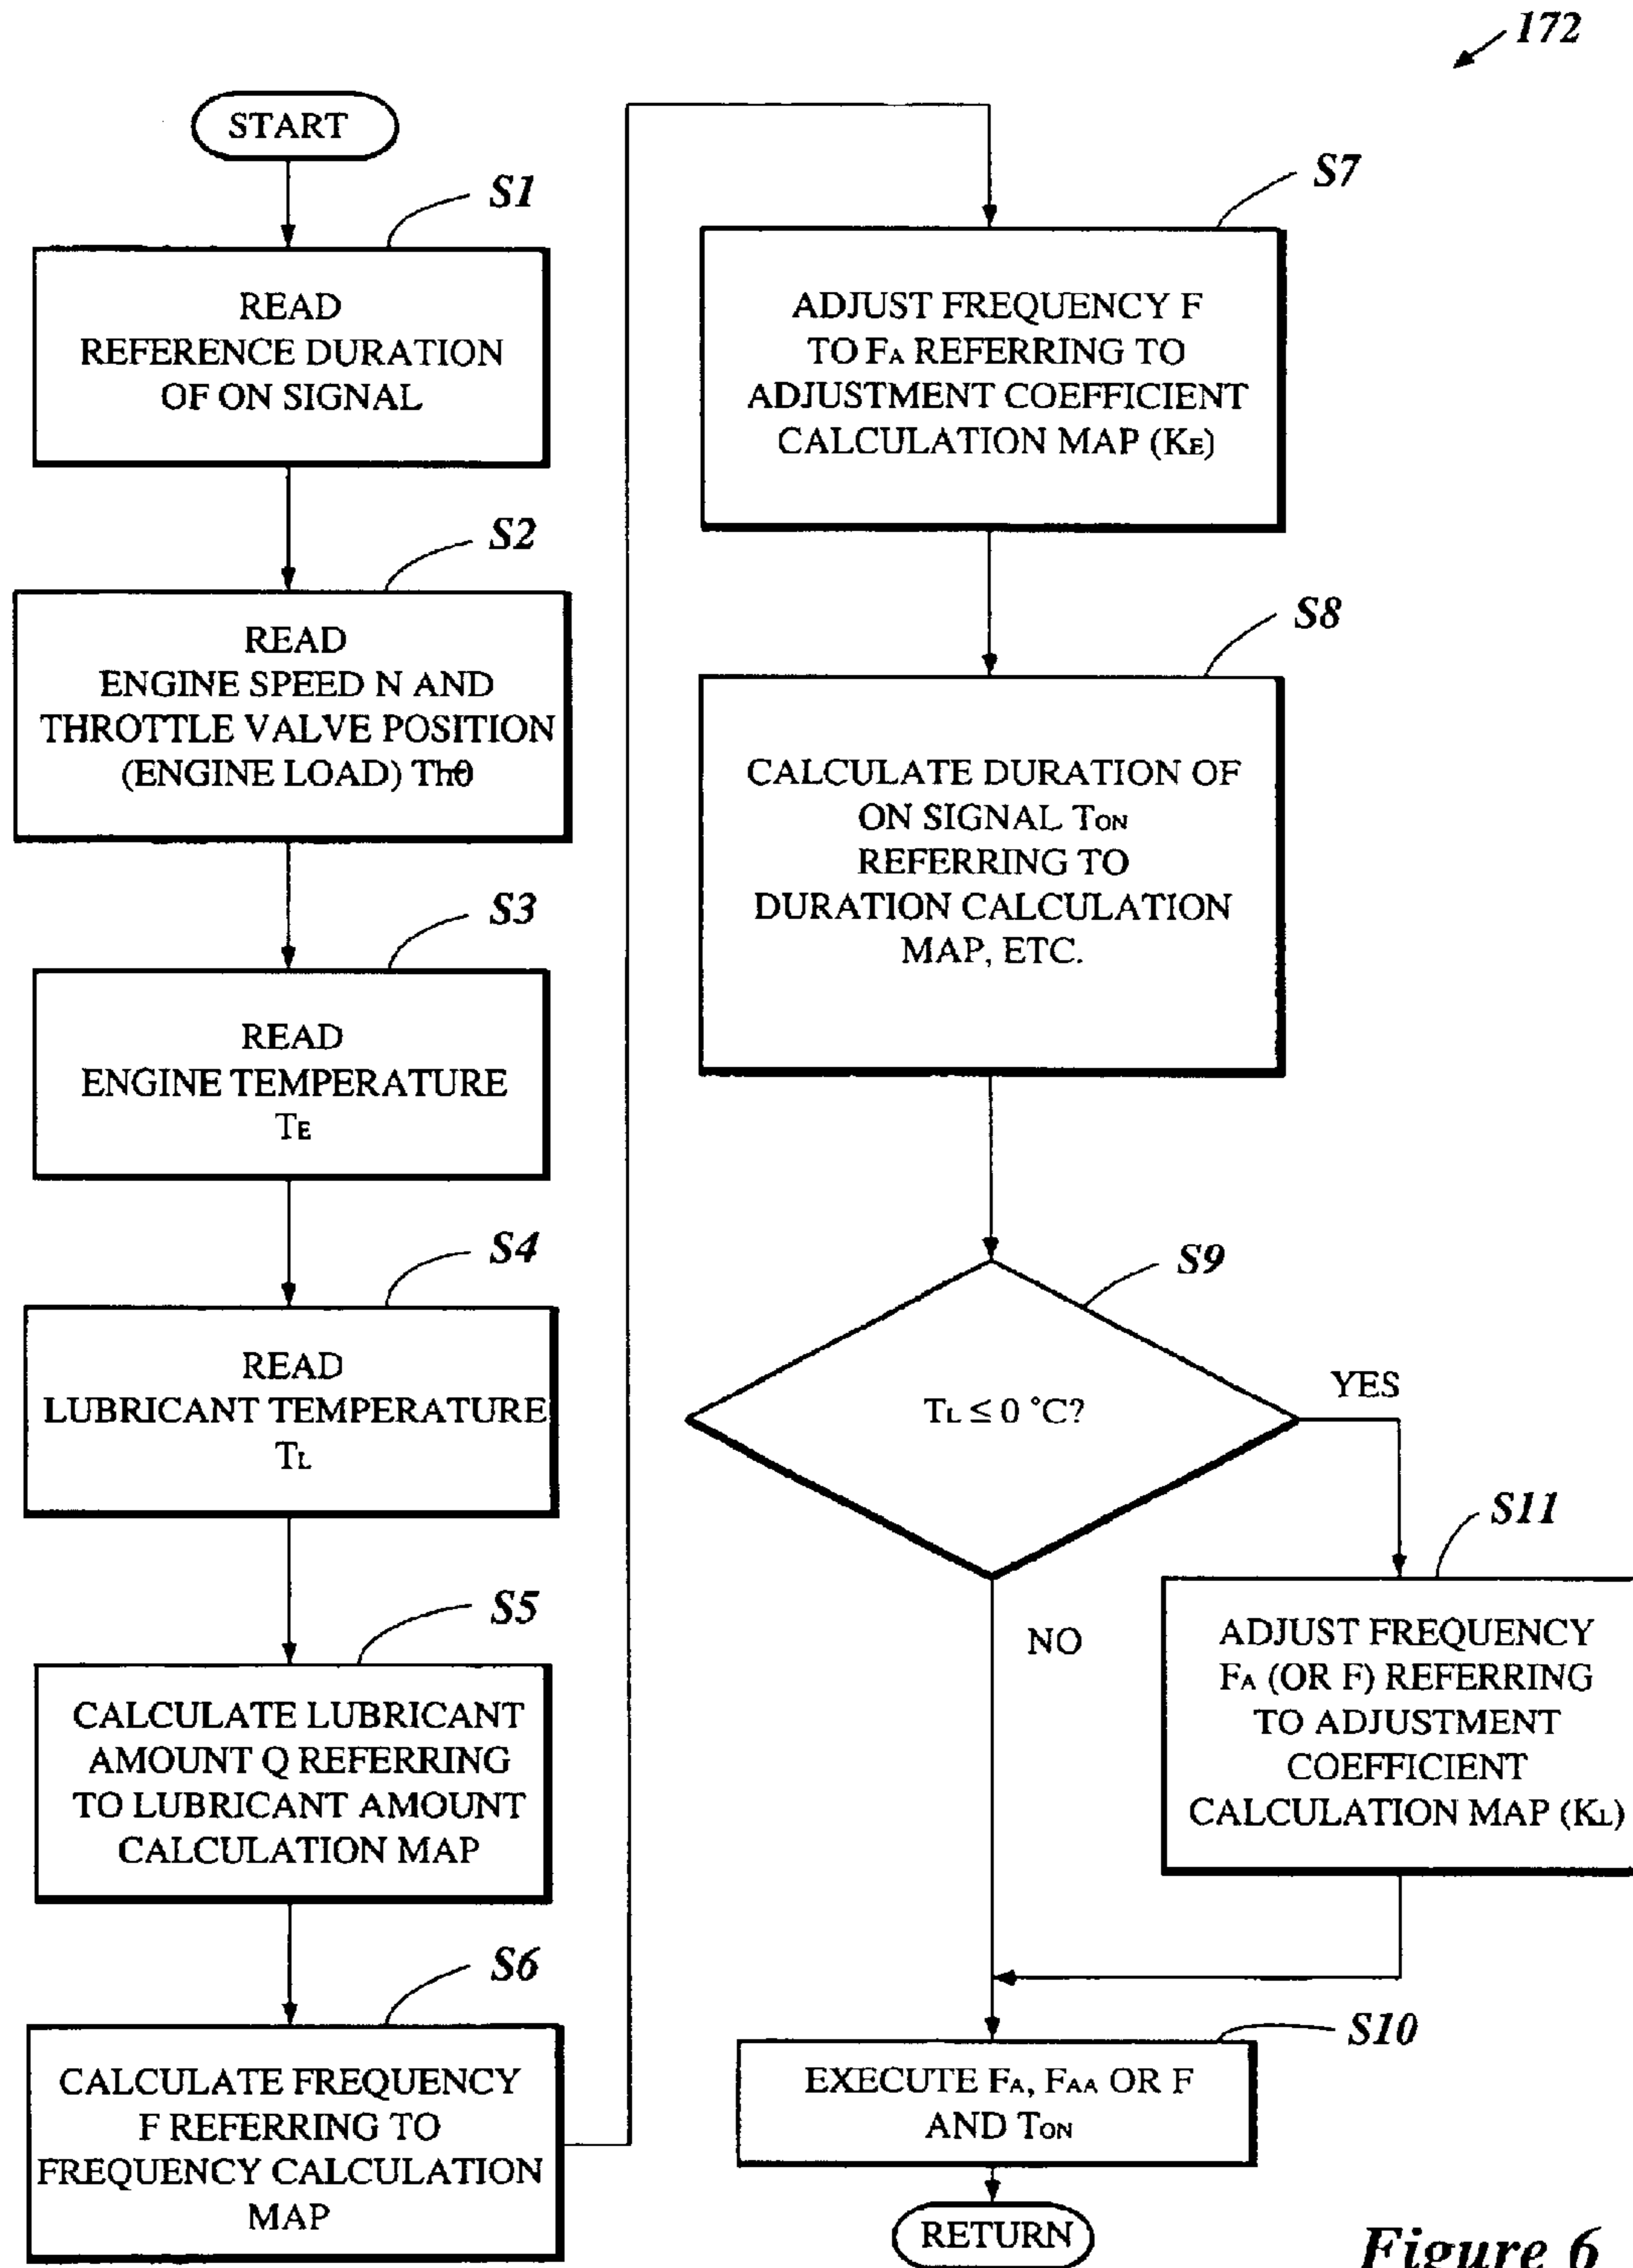 172
START
S1
READ
REFERENCE DURATION
OF ON SIGNAL
S2
READ
ENGINE SPEED N AND
THROTTLE VALVE POSITION
(ENGINE LOAD) Thθ
S3
READ
ENGINE TEMPERATURE
TE
S4
READ
LUBRICANT TEMPERATURE
TL
S5
CALCULATE LUBRICANT
AMOUNT Q REFERRING
TO LUBRICANT AMOUNT
CALCULATION MAP
S6
CALCULATE FREQUENCY
F REFERRING TO
FREQUENCY CALCULATION
MAP
S7
ADJUST FREQUENCY F
TO FA REFERRING TO
ADJUSTMENT COEFFICIENT
CALCULATION MAP (KE)
S8
CALCULATE DURATION OF
ON SIGNAL TON
REFERRING TO
DURATION CALCULATION
MAP, ETC.
S9
TL ≤ 0 °C?
YES
NO
S11
ADJUST FREQUENCY
FA (OR F) REFERRING
TO ADJUSTMENT
COEFFICIENT
CALCULATION MAP (KL)
S10
EXECUTE FA, FAA OR F
AND TON
RETURN
Figure 6